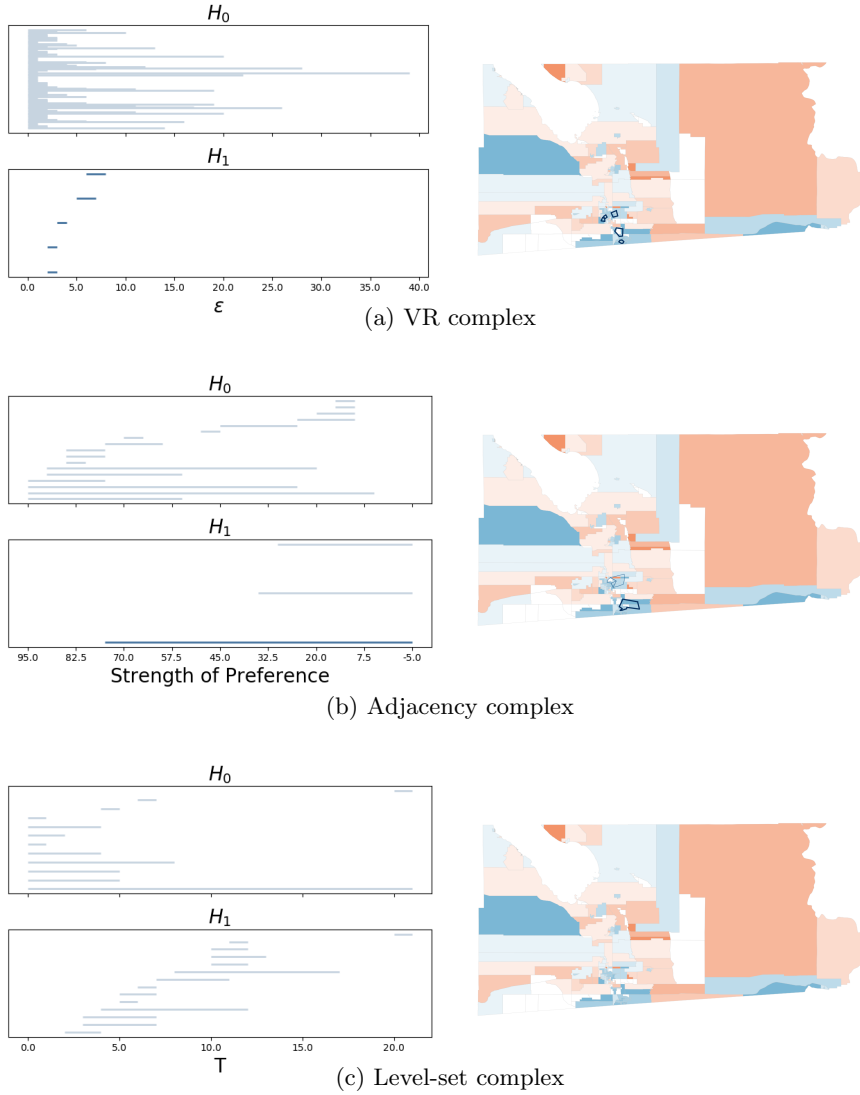 H₀
H₁
0.0 5.0 10.0 15.0 20.0 25.0 30.0 35.0 40.0
ε
(a) VR complex
H₀
H₁
95.0 82.5 70.0 57.5 45.0 32.5 20.0 7.5 -5.0
Strength of Preference
(b) Adjacency complex
H₀
H₁
0.0 5.0 10.0 15.0 20.0
T
(c) Level-set complex